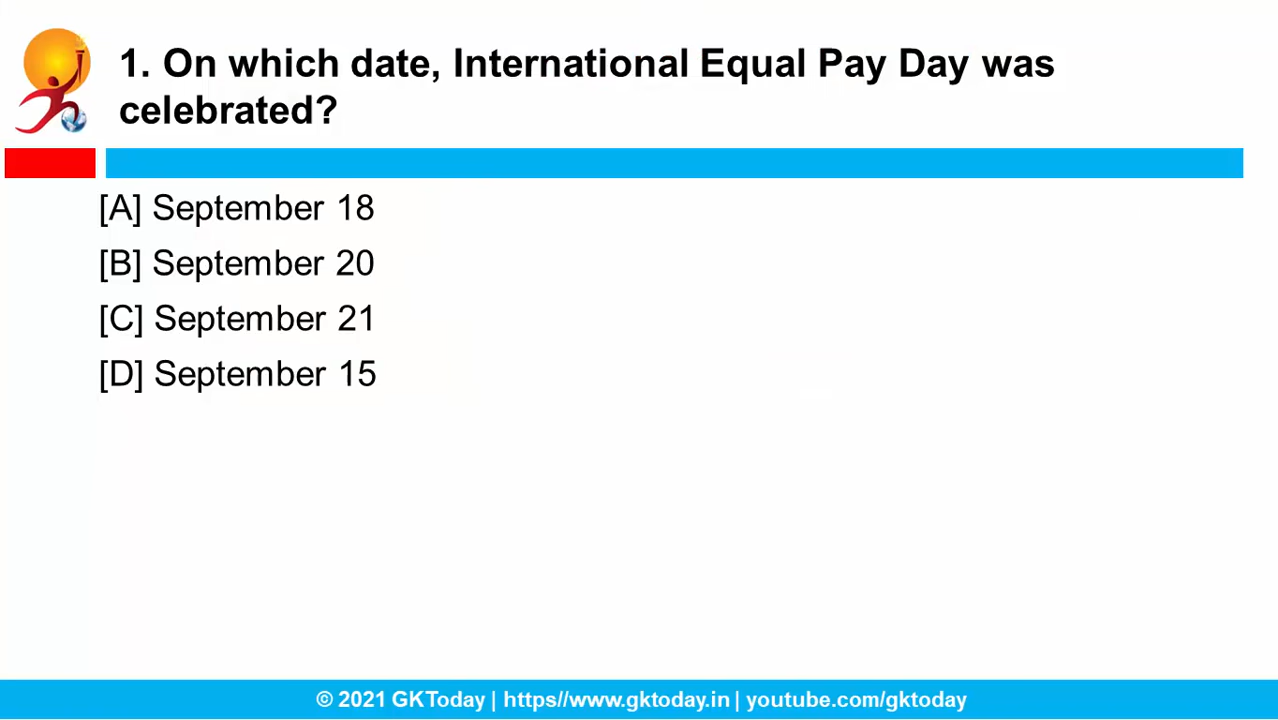 1. On which date, International Equal Pay Day was
celebrated?
[A] September 18
[B] September 20
[C] September 21
[D] September 15
© 2021 GKToday | https//www.gktoday.in | youtube.com/gktoday